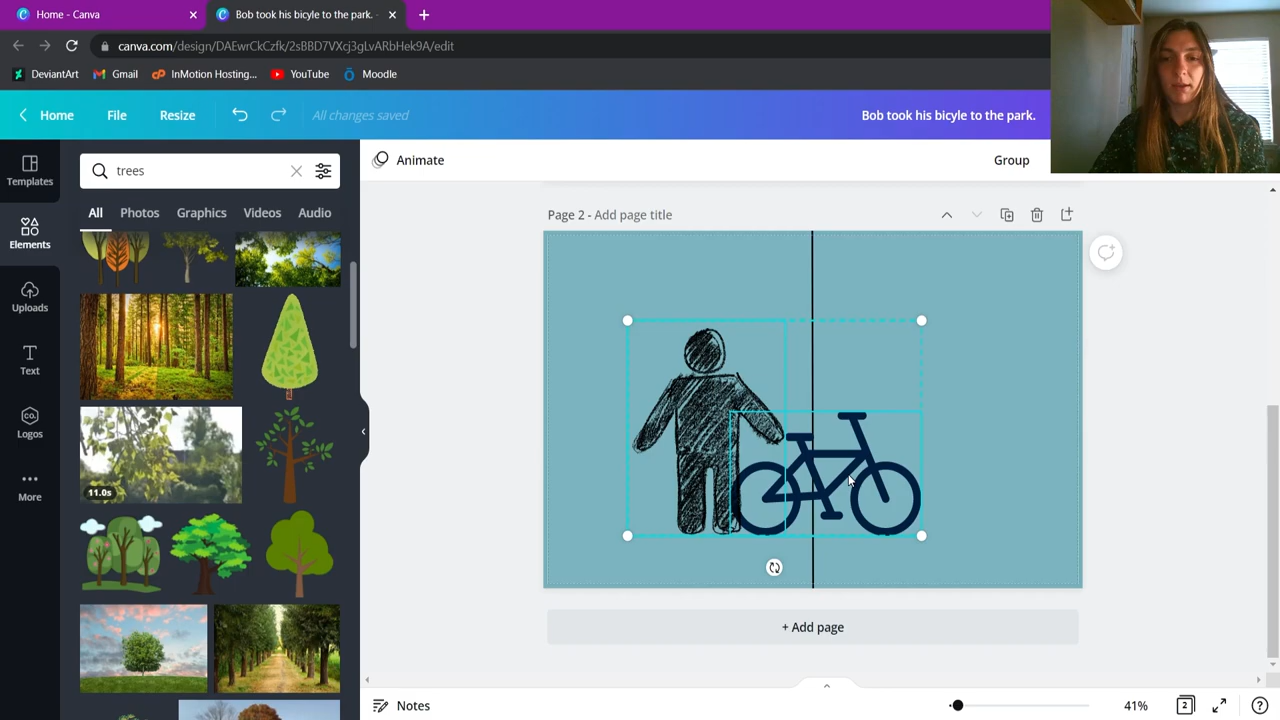 Home - Canva
Bob took his bicyle to the park. -
canva.com/design/DAEwrCkCzfk/2sBBD7VXcj3gLvARbHek9A/edit
DeviantArt
Gmail
InMotion Hosting...
YouTube
Moodle
Home
File
Resize
All changes saved
Bob took his bicyle to the park.
Templates
Elements
Uploads
Text
CO.
Logos
More
trees
All
Photos
Graphics
Videos
Audio
11.0s
Animate
Group
Page 2 - Add page title
+ Add page
Notes
41%
2